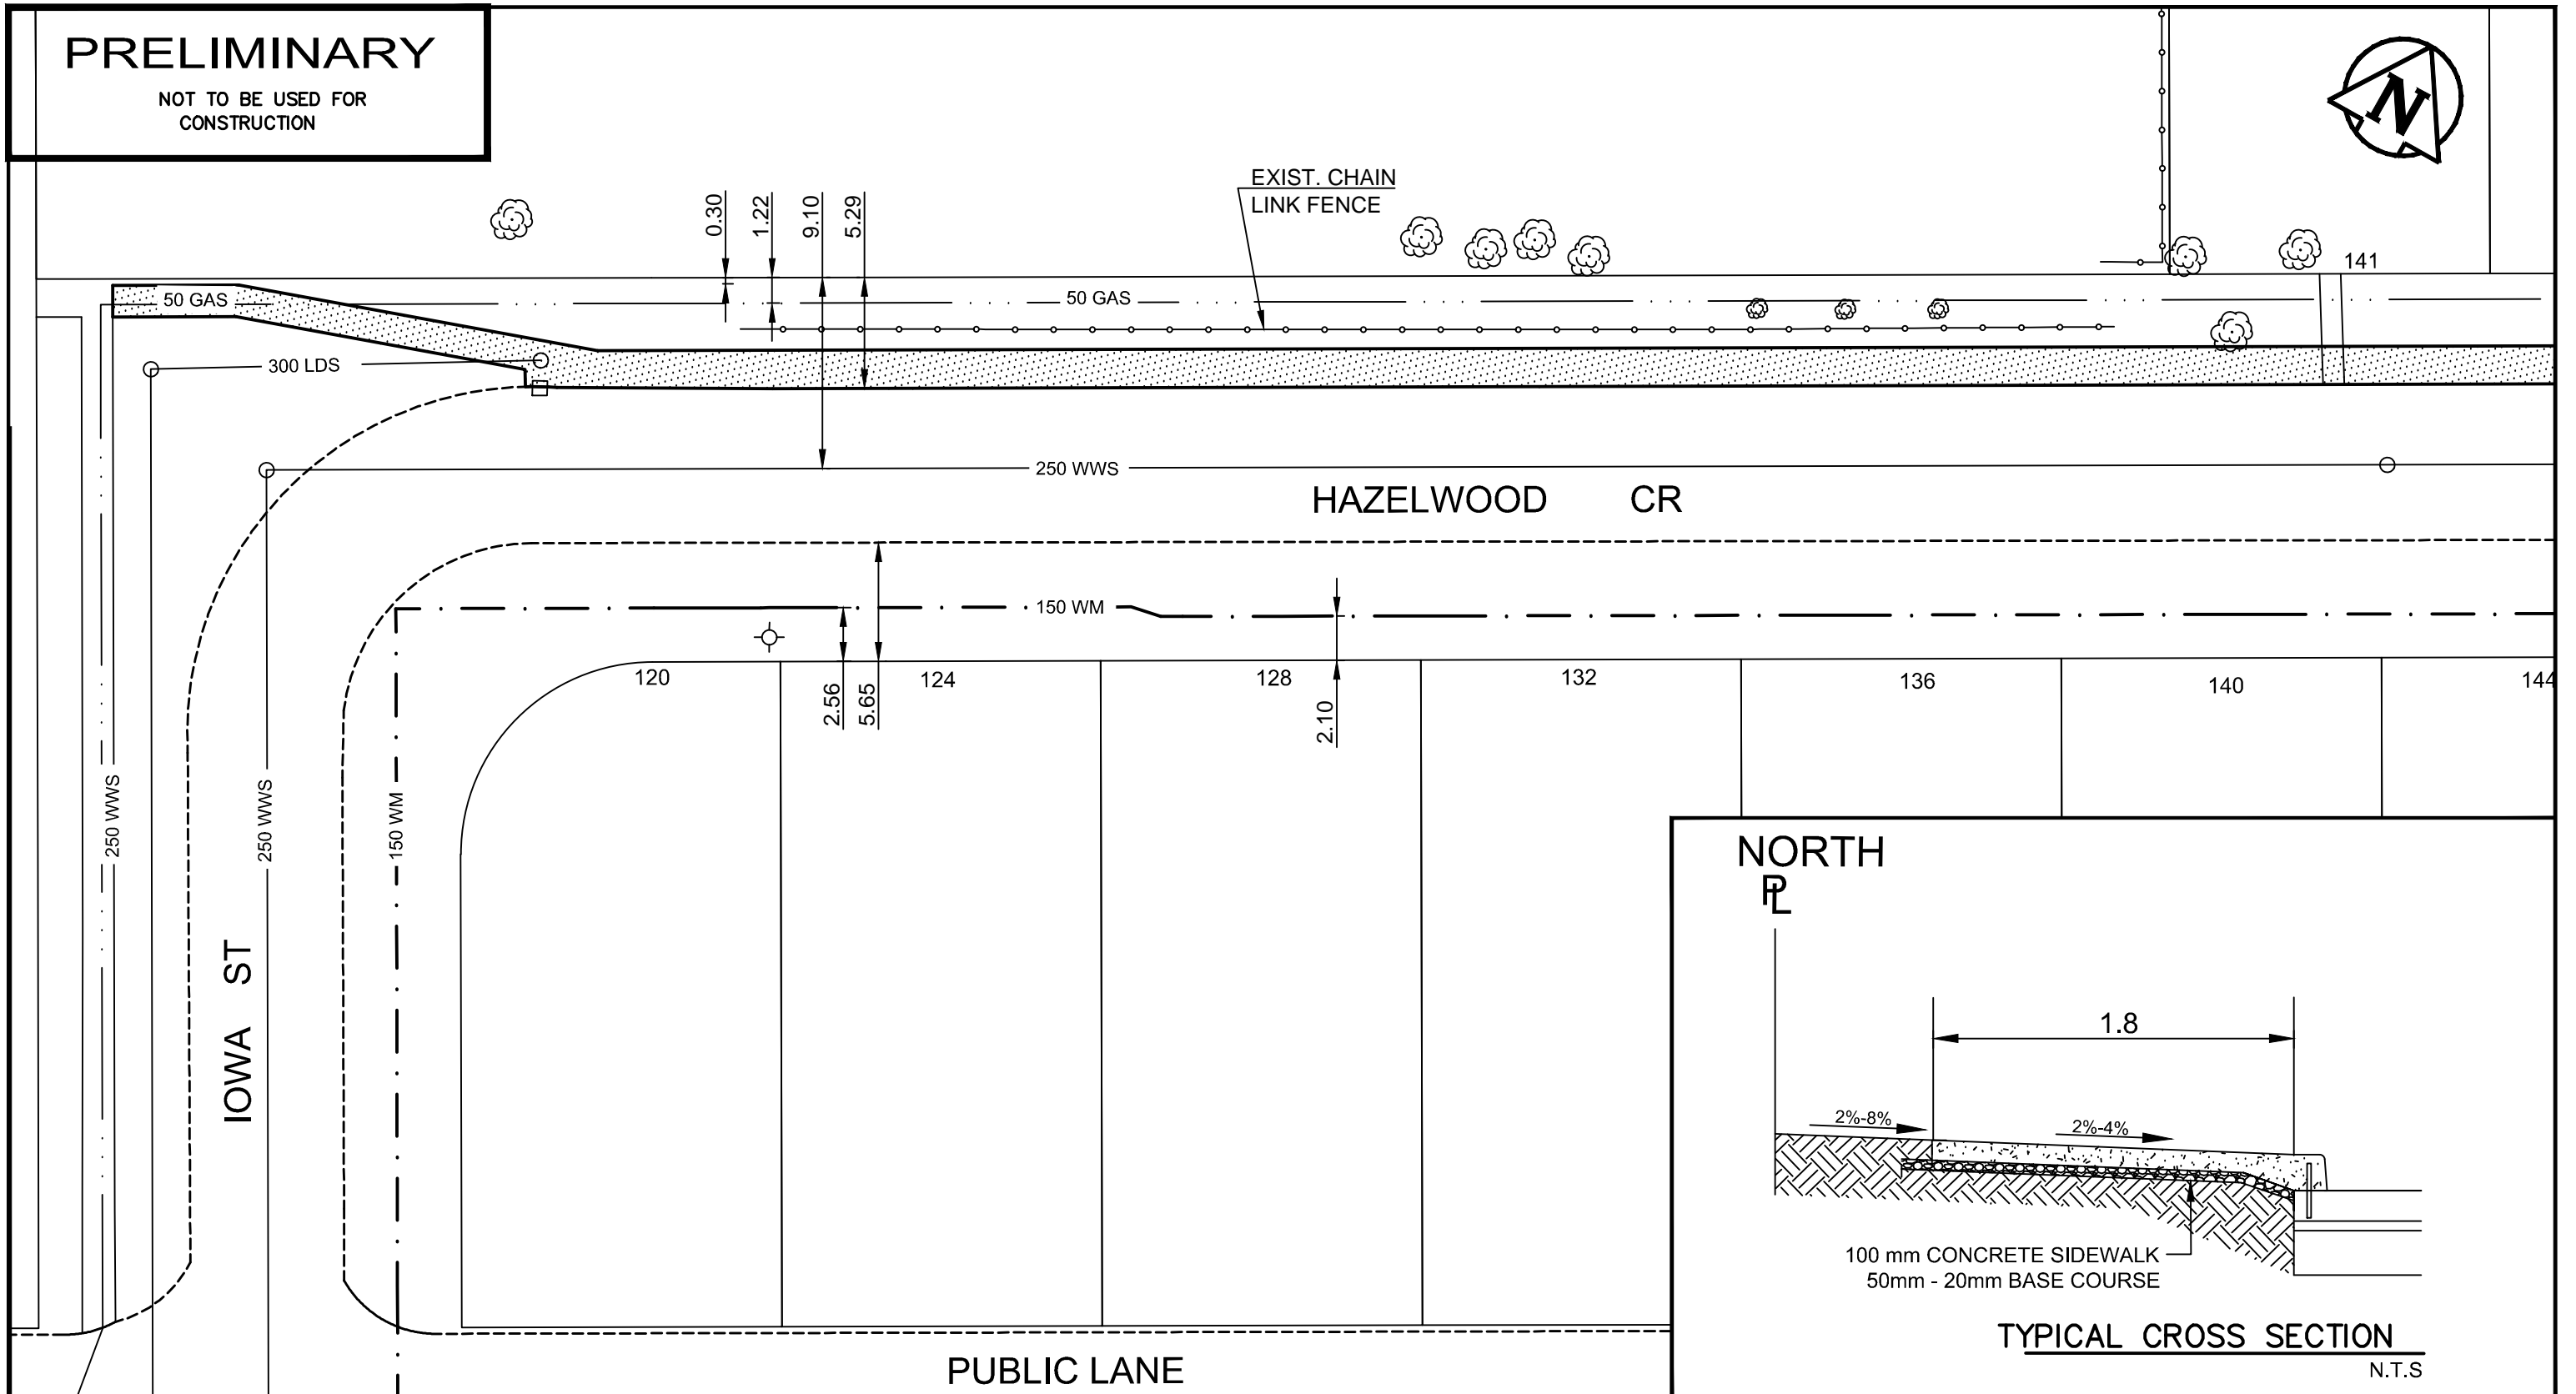 PRELIMINARY
NOT TO BE USED FOR
CONSTRUCTION
N
0.30
1.22
9.10
5.29
EXIST. CHAIN
LINK FENCE
141
50 GAS
50 GAS
300 LDS
250 WWS
HAZELWOOD CR
150 WM
120
124
128
132
136
140
144
2.56
5.65
2.10
250 WWS
250 WWS
150 WM
IOWA ST
PUBLIC LANE
NORTH
PL
1.8
2%-8%
2%-4%
100 mm CONCRETE SIDEWALK
50mm - 20mm BASE COURSE
TYPICAL CROSS SECTION
N.T.S